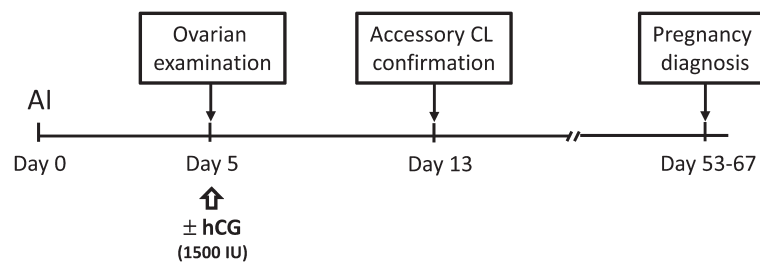 Ovarian
examination
Accessory CL
confirmation
Pregnancy
diagnosis
AI
Day 0
Day 5
Day 13
Day 53-67
± hCG
(1500 IU)